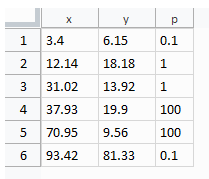 x y p
1 3.4 6.15 0.1
2 12.14 18.18 1
3 31.02 13.92 1
4 37.93 19.9 100
5 70.95 9.56 100
6 93.42 81.33 0.1